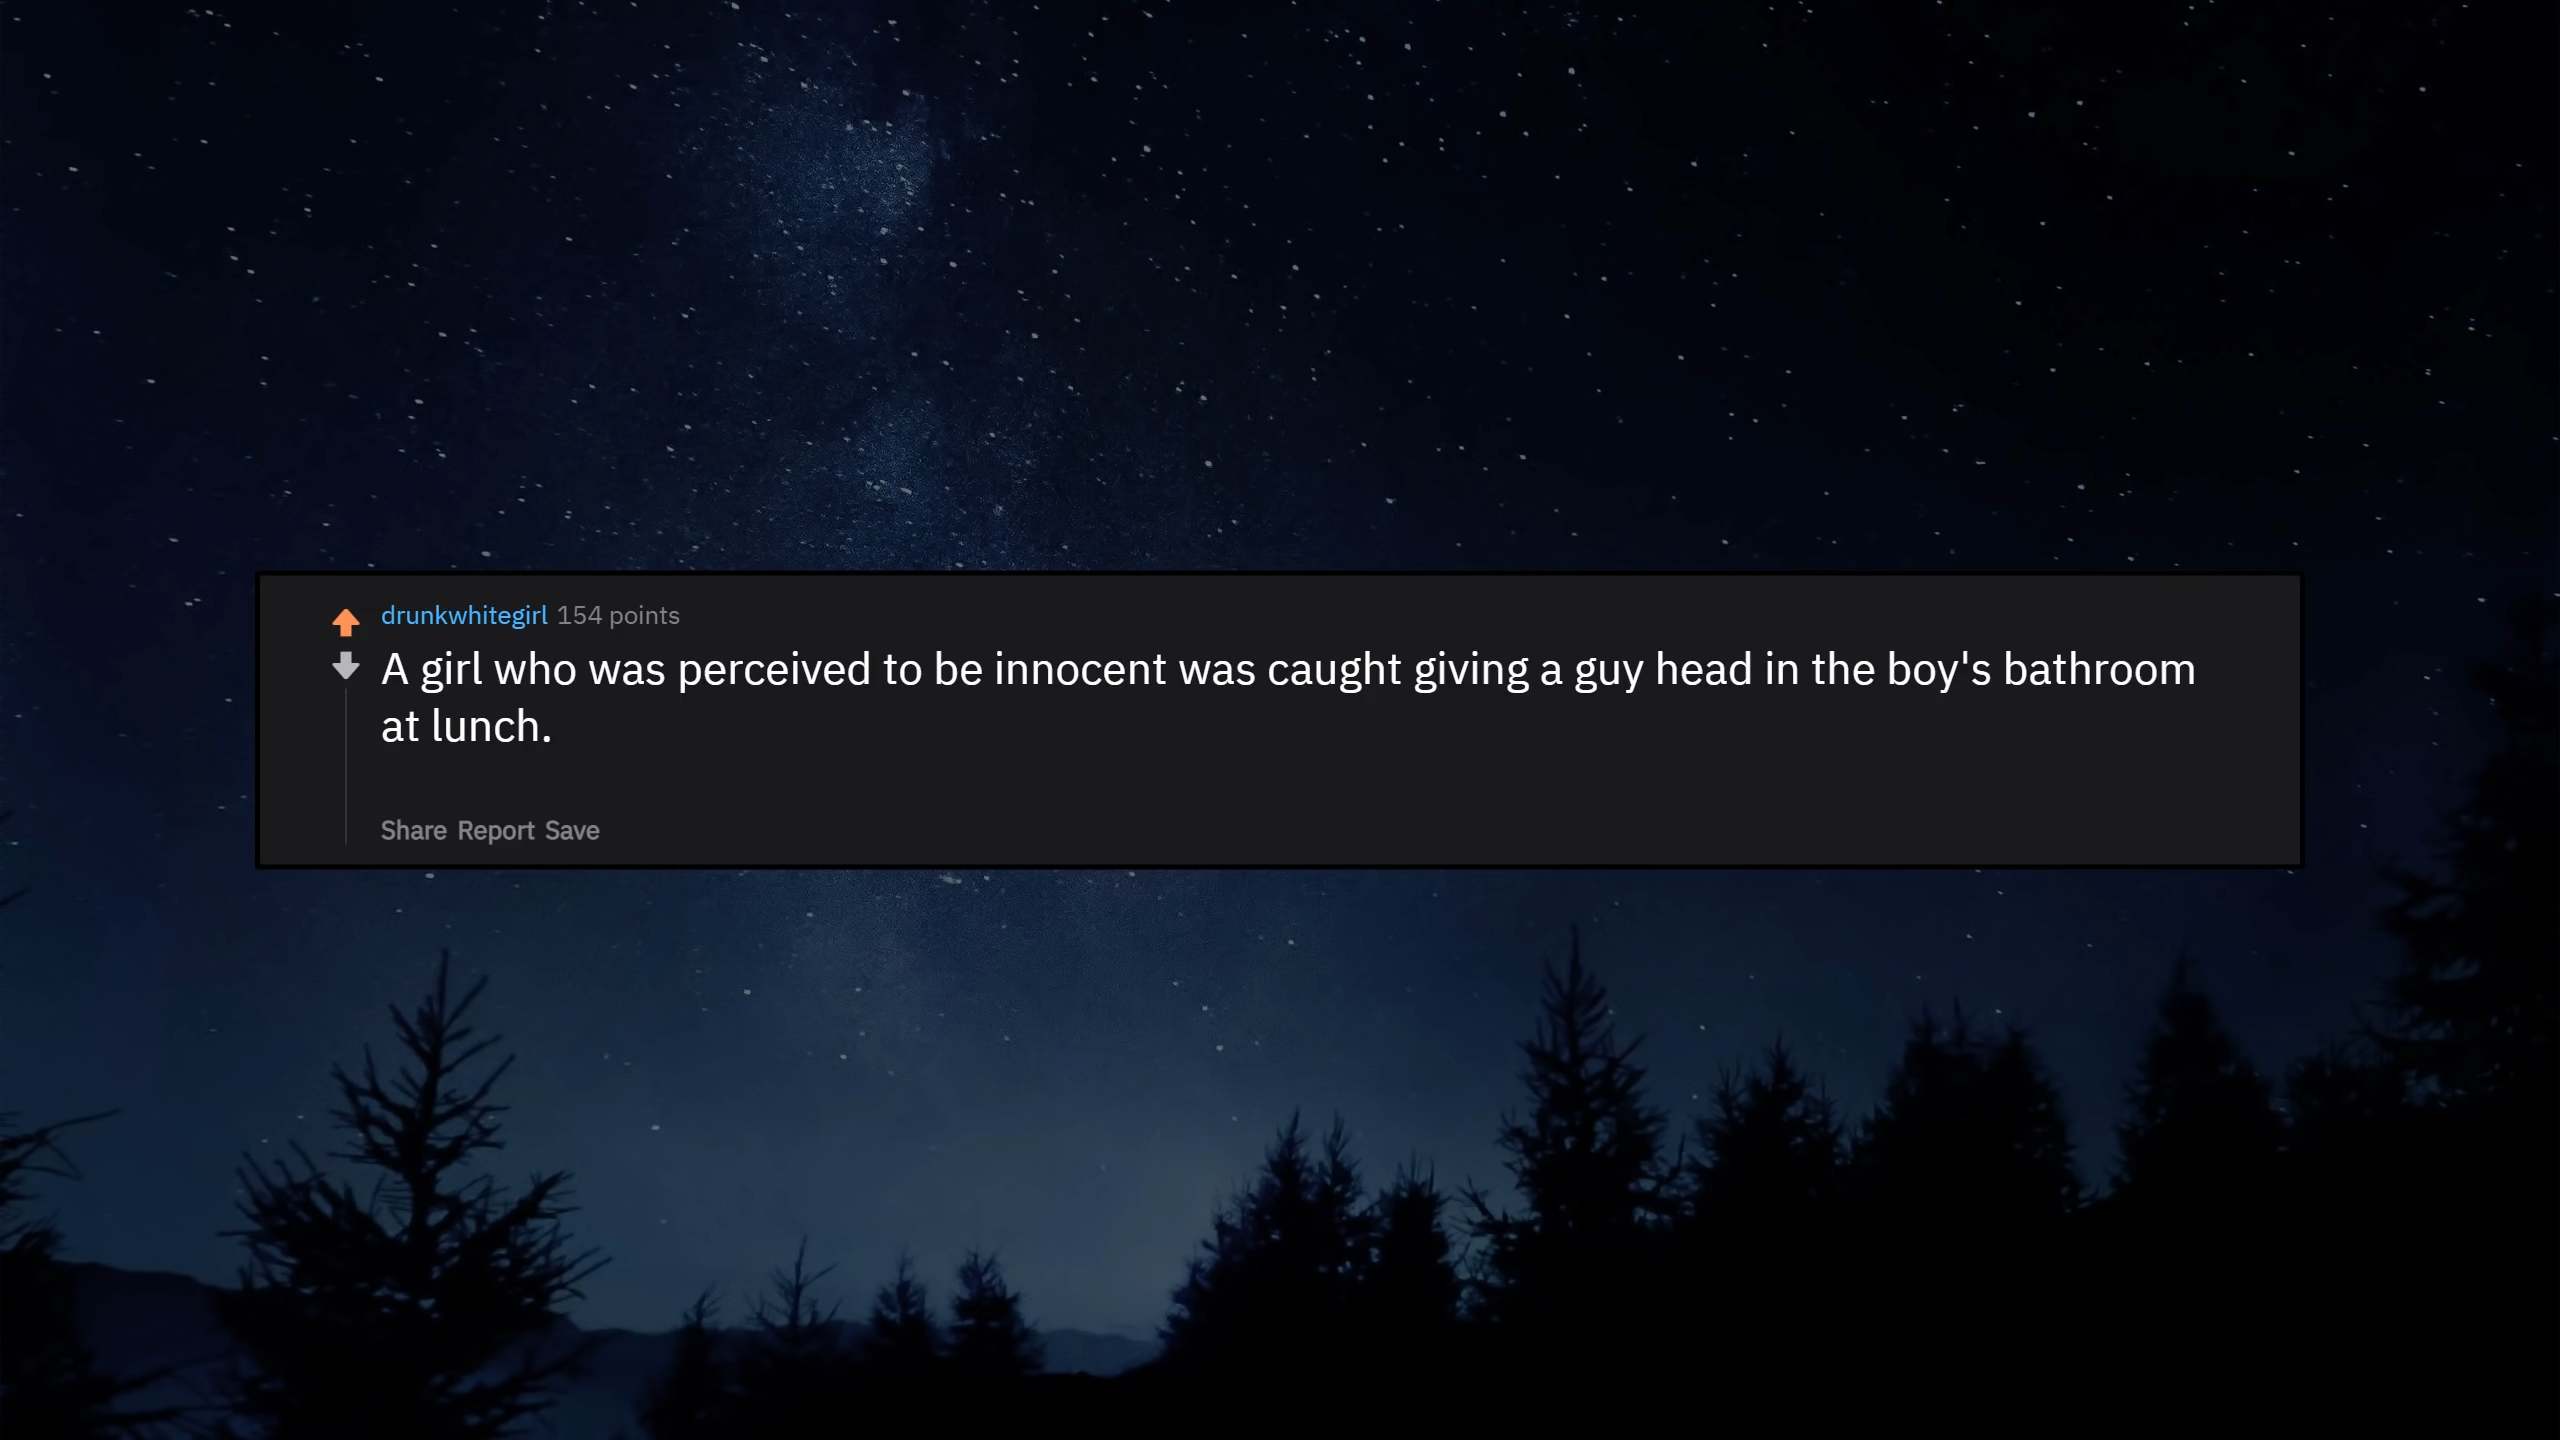 drunkwhitegirl 154 points
A girl who was perceived to be innocent was caught giving a guy head in the boy's bathroom
at lunch.
Share Report Save